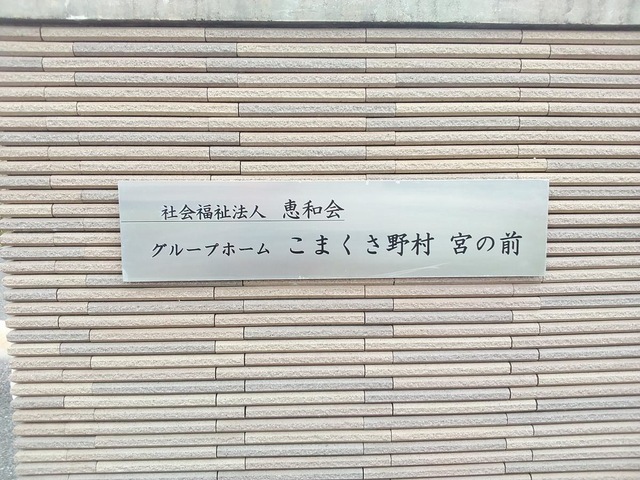 社会福祉法人 恵和会
グループホーム こまくさ野村 宮の前